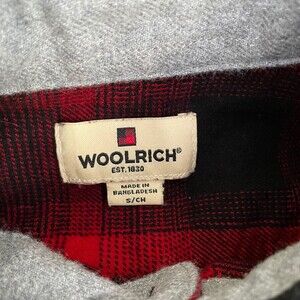 WOOLRICH®
EST. 1830
MADE IN
BANGLADESH
S/CH